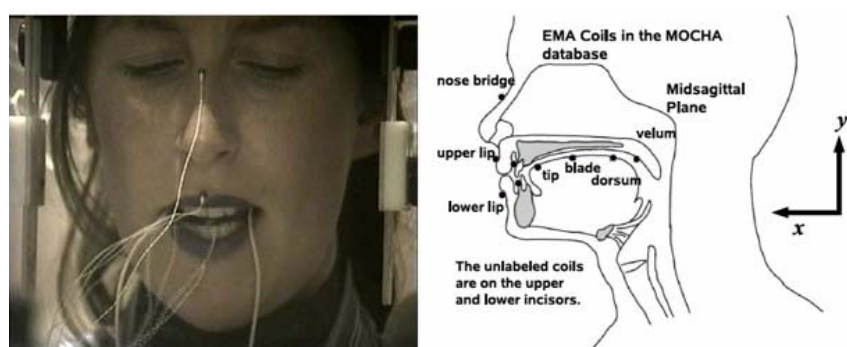 EMA Coils in the MOCHA
database
nose bridge
Midsagittal
Plane
velum
upper lip
blade
tip
dorsum
lower lip
y
x
The unlabeled coils
are on the upper
and lower incisors.